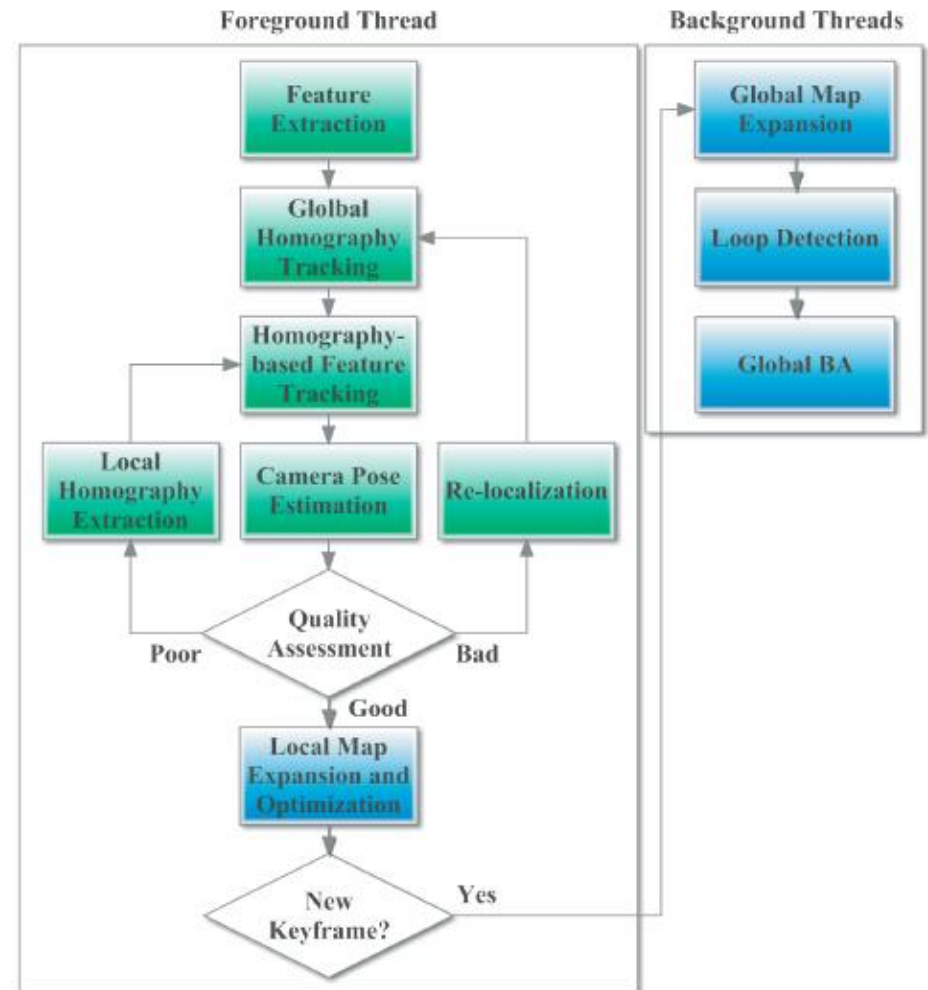 Foreground Thread
Background Threads
Feature
Extraction
Glolbal
Homography
Tracking
Homography-
based Feature
Tracking
Local
Homography
Extraction
Camera Pose
Estimation
Re-localization
Quality
Assessment
Poor
Bad
Good
Local Map
Expansion and
Optimization
New
Keyframe?
Yes
Global Map
Expansion
Loop Detection
Global BA